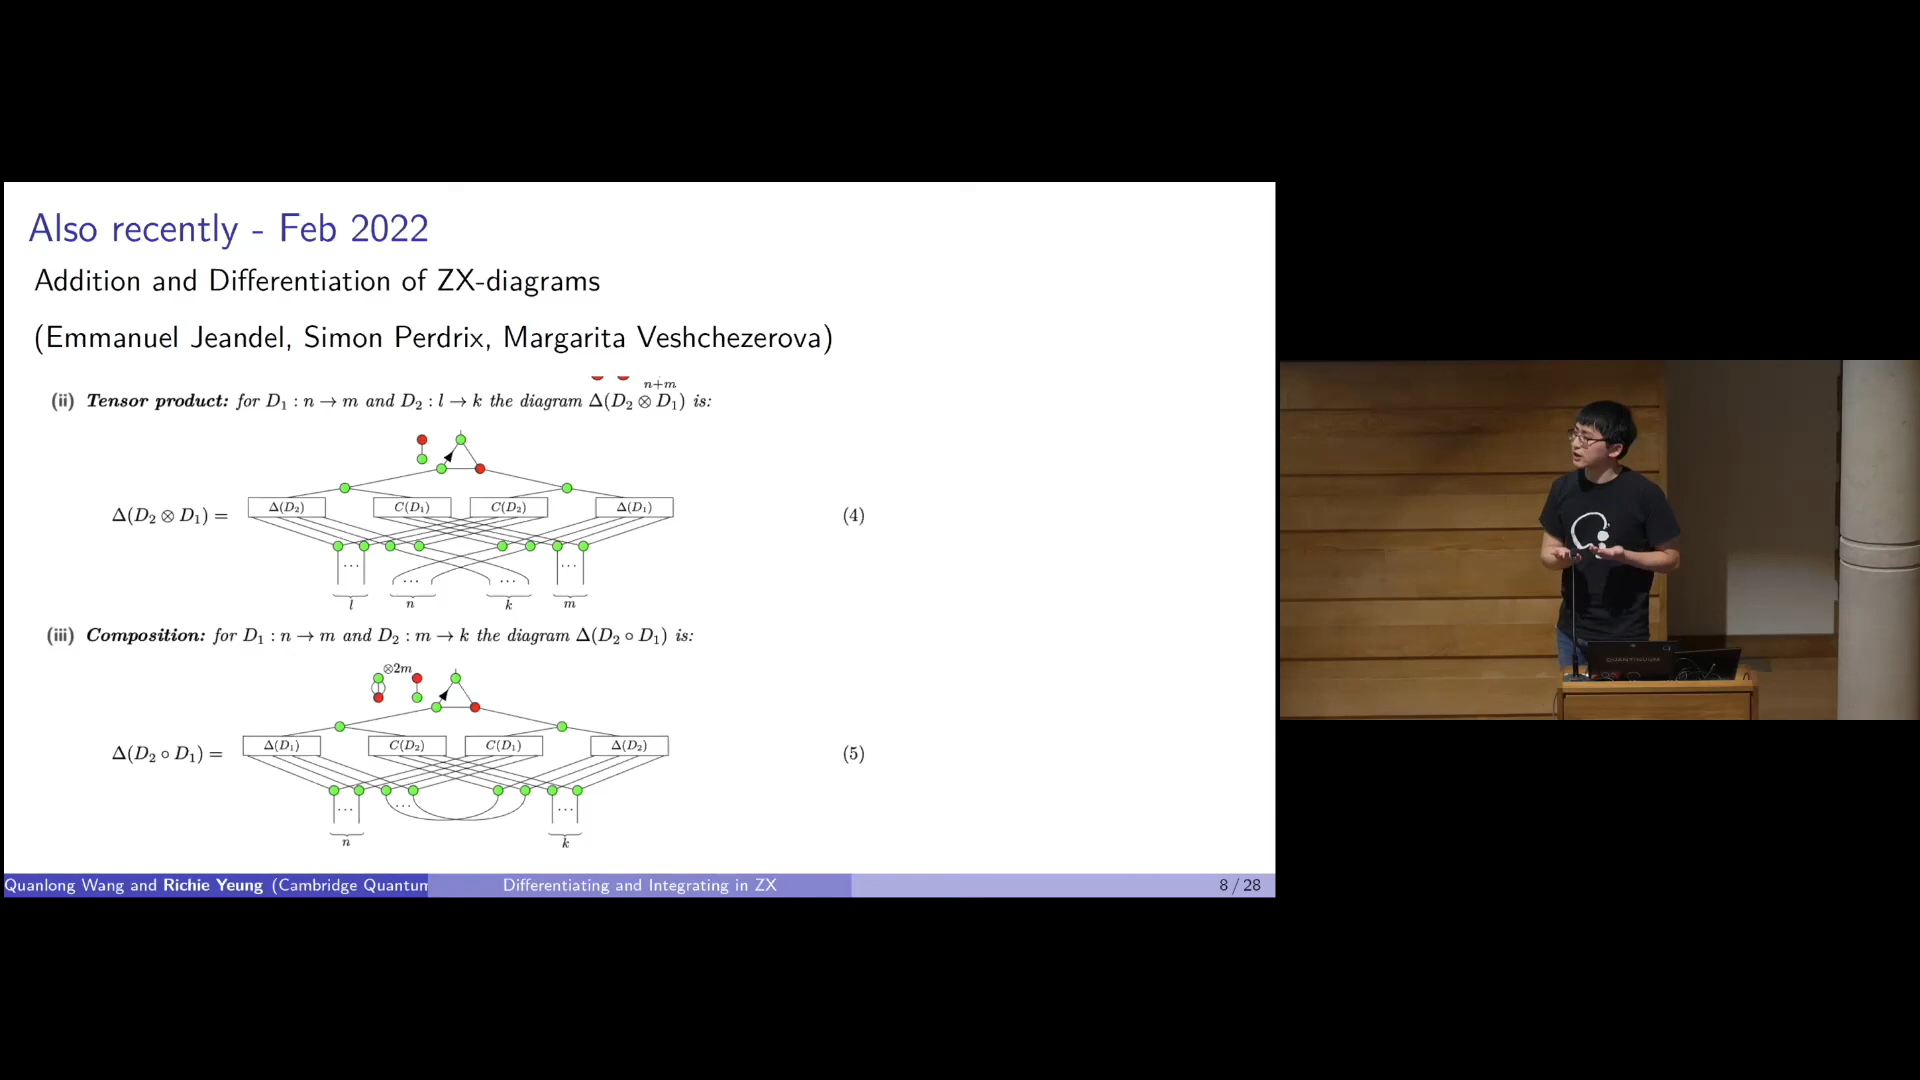 Also recently - Feb 2022
Addition and Differentiation of ZX-diagrams
(Emmanuel Jeandel, Simon Perdrix, Margarita Veshchezerova)
n+m
(ii) Tensor product: for D₁ : n → m and D₂ : l → k the diagram Δ(D₂ ⊗ D₁) is:
Δ(D₂ ⊗ D₁) =
Δ(D₂) C(D₁) C(D₂) Δ(D₁)
(4)
... ... ... ...
l n k m
(iii) Composition: for D₁ : n → m and D₂ : m → k the diagram Δ(D₂ ∘ D₁) is:
⊗2m
Δ(D₂ ∘ D₁) =
Δ(D₁) C(D₂) C(D₁) Δ(D₂)
(5)
... ... ...
n k
Quanlong Wang and Richie Yeung (Cambridge Quantum
Differentiating and Integrating in ZX
8 / 28
QUANTINUUM